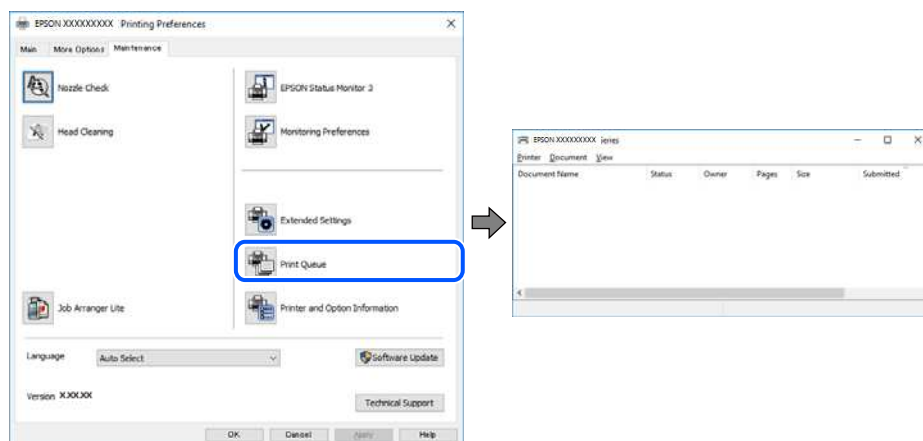 EPSON XXXXXXXXX Printing Preferences
Main More Options Maintenance
Nozzle Check
EPSON Status Monitor 3
Head Cleaning
Monitoring Preferences
Extended Settings
Print Queue
Job Arranger Lite
Printer and Option Information
Language Auto Select Software Update
Version X.XX.XX
Technical Support
OK Cancel Apply Help
EPSON XXXXXXXXX ieries
Printer Document View
Document Name Status Owner Pages Size Submitted